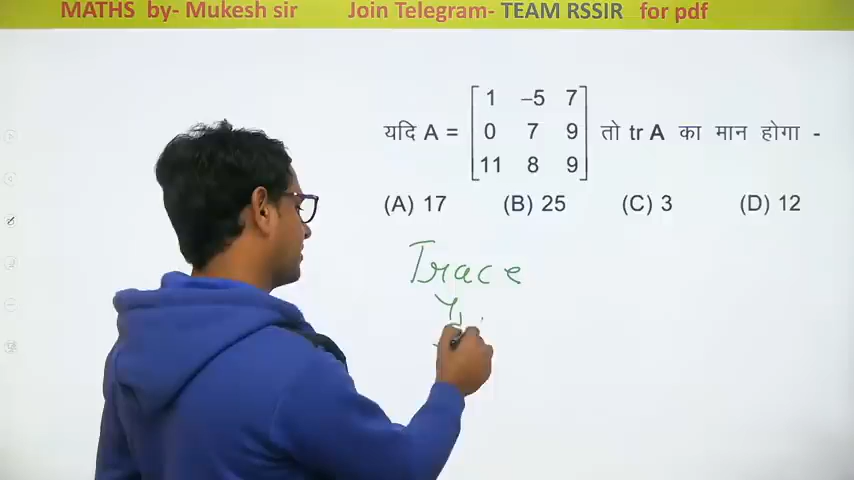 MATHS by- Mukesh sir Join Telegram- TEAM RSSIR for pdf
यदि A = [1 –5 7
0 7 9
11 8 9] तो tr A का मान होगा -
(A) 17 (B) 25 (C) 3 (D) 12
Trace